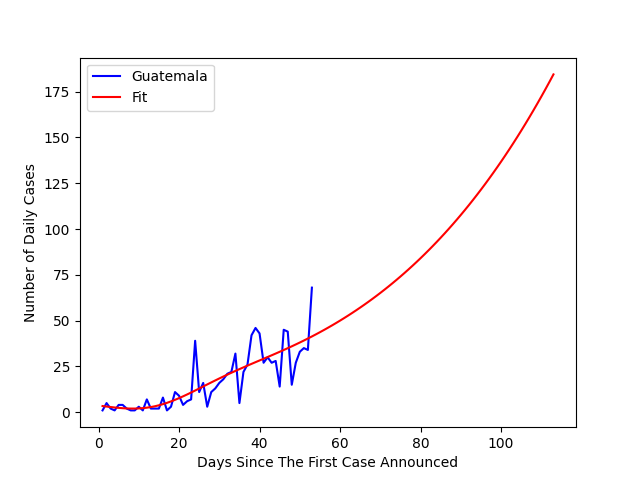 Guatemala
Fit
175
150
125
100
75
50
25
0
Number of Daily Cases
0 20 40 60 80 100
Days Since The First Case Announced